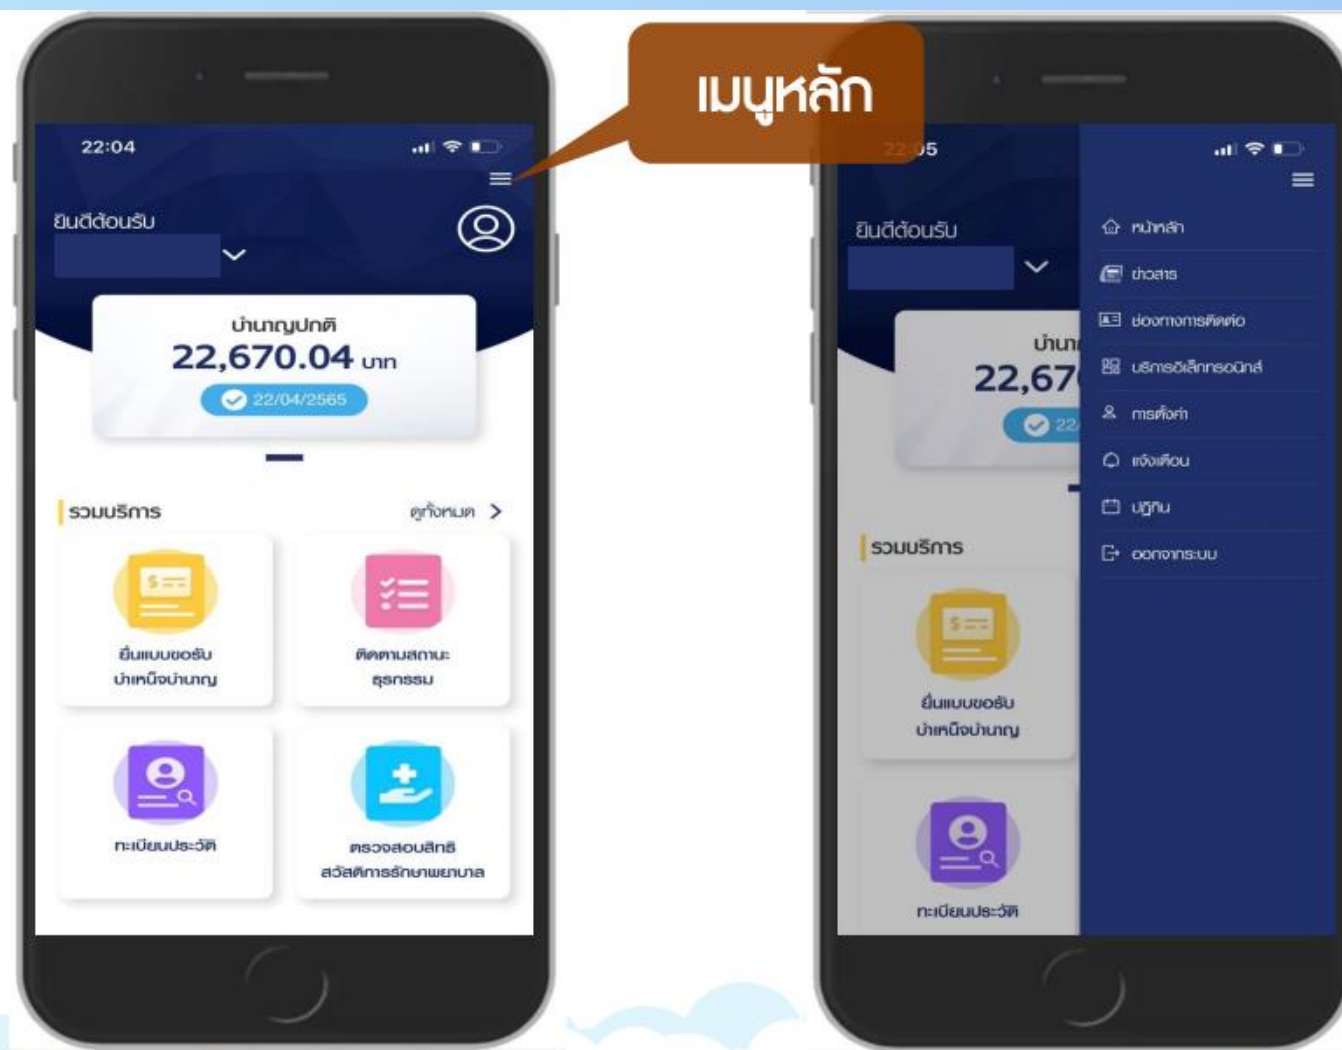 เมนูหลัก
22:04
ยินดีต้อนรับ
บำนาญปกติ
22,670.04 บาท
22/04/2565
รวมบริการ
ดูทั้งหมด >
ยื่นแบบขอรับ
บำเหน็จบำนาญ
ติดตามสถานะ
ธุรกรรม
ทะเบียนประวัติ
ตรวจสอบสิทธิ
สวัสดิการรักษาพยาบาล
22:05
ยินดีต้อนรับ
บำนา
22,67
22
รวมบริการ
ยื่นแบบขอรับ
บำเหน็จบำนาญ
ทะเบียนประวัติ
หน้าหลัก
ข่าวสาร
ช่องทางการติดต่อ
บริการอิเล็กทรอนิกส์
การตั้งค่า
แจ้งเตือน
ปฏิทิน
ออกจากระบบ